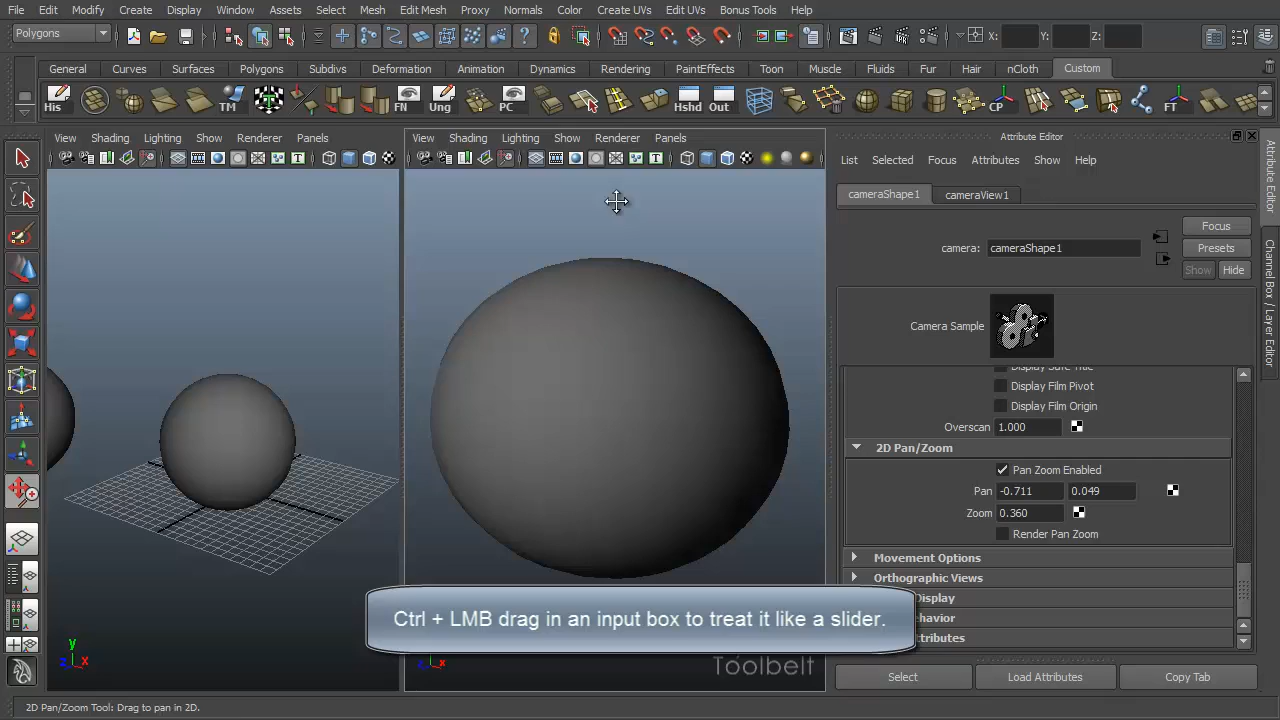 File Edit Modify Create Display Window Assets Select Mesh Edit Mesh Proxy Normals Color Create UVs Edit UVs Bonus Tools Help
Polygons X: Y: Z:
General Curves Surfaces Polygons Subdivs Deformation Animation Dynamics Rendering PaintEffects Toon Muscle Fluids Fur Hair nCloth Custom
His TM FN Ung PC Hshd Out CP FT
View Shading Lighting Show Renderer Panels
View Shading Lighting Show Renderer Panels
Attribute Editor
List Selected Focus Attributes Show Help
cameraShape1 cameraView1
Focus
camera: cameraShape1 Presets
Show Hide
Camera Sample
Display Safe Title
Display Film Pivot
Display Film Origin
Overscan 1.000
2D Pan/Zoom
Pan Zoom Enabled
Pan -0.711 0.049
Zoom 0.360
Render Pan Zoom
Movement Options
Orthographic Views
Display
Ctrl + LMB drag in an input box to treat it like a slider.
y
z x
x
Toolbelt
Select Load Attributes Copy Tab
2D Pan/Zoom Tool: Drag to pan in 2D.
Attribute Editor
Channel Box / Layer Editor